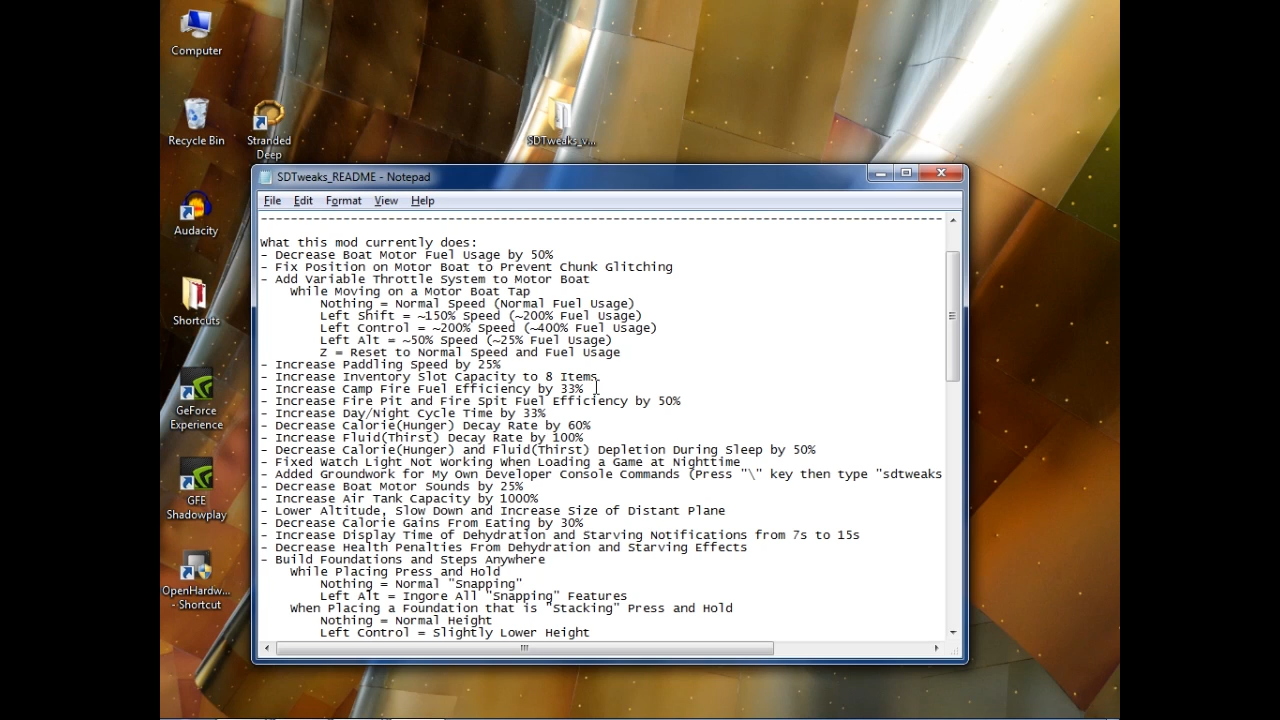 Computer
Recycle Bin
Stranded
Deep
SDTweaks_v...
Audacity
Shortcuts
GeForce
Experience
GFE
Shadowplay
OpenHardw...
- Shortcut
SDTweaks_README - Notepad
File Edit Format View Help
--------------------------------------------------------------------------------------------
What this mod currently does:
- Decrease Boat Motor Fuel Usage by 50%
- Fix Position on Motor Boat to Prevent Chunk Glitching
- Add Variable Throttle System to Motor Boat
While Moving on a Motor Boat Tap
Nothing = Normal Speed (Normal Fuel Usage)
Left Shift = ~150% Speed (~200% Fuel Usage)
Left Control = ~200% Speed (~400% Fuel Usage)
Left Alt = ~50% Speed (~25% Fuel Usage)
Z = Reset to Normal Speed and Fuel Usage
- Increase Paddling Speed by 25%
- Increase Inventory Slot Capacity to 8 Items
- Increase Camp Fire Fuel Efficiency by 33%
- Increase Fire Pit and Fire Spit Fuel Efficiency by 50%
- Increase Day/Night Cycle Time by 33%
- Decrease Calorie(Hunger) Decay Rate by 60%
- Increase Fluid(Thirst) Decay Rate by 100%
- Decrease Calorie(Hunger) and Fluid(Thirst) Depletion During Sleep by 50%
- Fixed Watch Light Not Working When Loading a Game at Nighttime
- Added Groundwork for My Own Developer Console Commands (Press "\" key then type "sdtweaks
- Decrease Boat Motor Sounds by 25%
- Increase Air Tank Capacity by 1000%
- Lower Altitude, Slow Down and Increase Size of Distant Plane
- Decrease Calorie Gains From Eating by 30%
- Increase Display Time of Dehydration and Starving Notifications from 7s to 15s
- Decrease Health Penalties From Dehydration and Starving Effects
- Build Foundations and Steps Anywhere
While Placing Press and Hold
Nothing = Normal "Snapping"
Left Alt = Ingore All "Snapping" Features
When Placing a Foundation that is "Stacking" Press and Hold
Nothing = Normal Height
Left Control = Slightly Lower Height